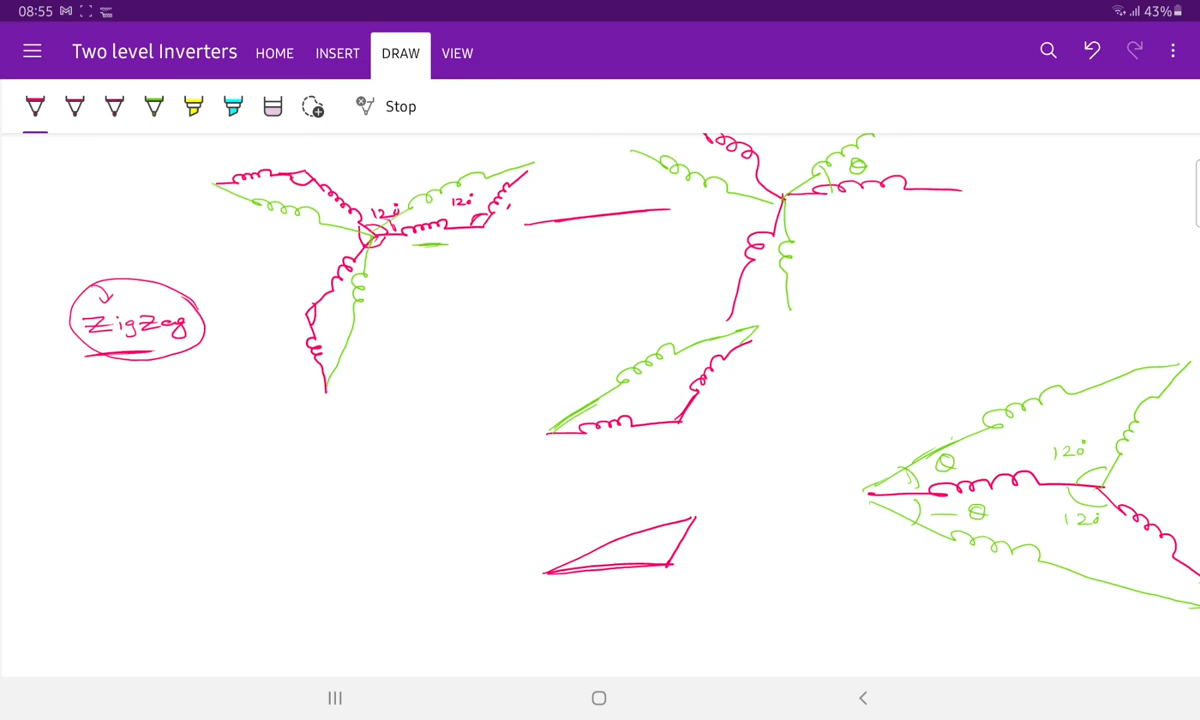 08:55 43%
Two level Inverters HOME INSERT DRAW VIEW
Stop
θ
120 120
ZigZag
θ 120
- θ 120